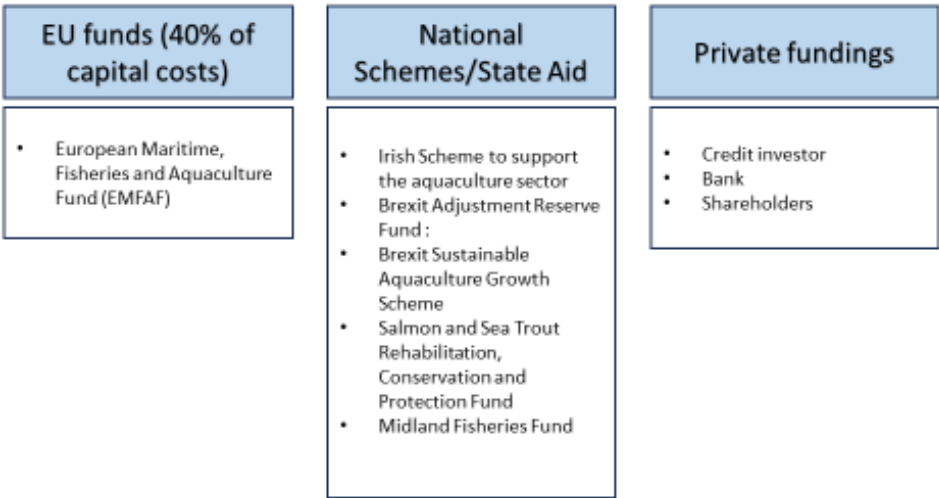 EU funds (40% of
capital costs)
• European Maritime,
Fisheries and Aquaculture
Fund (EMFAF)
National
Schemes/State Aid
• Irish Scheme to support
the aquaculture sector
• Brexit Adjustment Reserve
Fund :
• Brexit Sustainable
Aquaculture Growth
Scheme
• Salmon and Sea Trout
Rehabilitation,
Conservation and
Protection Fund
• Midland Fisheries Fund
Private fundings
• Credit investor
• Bank
• Shareholders